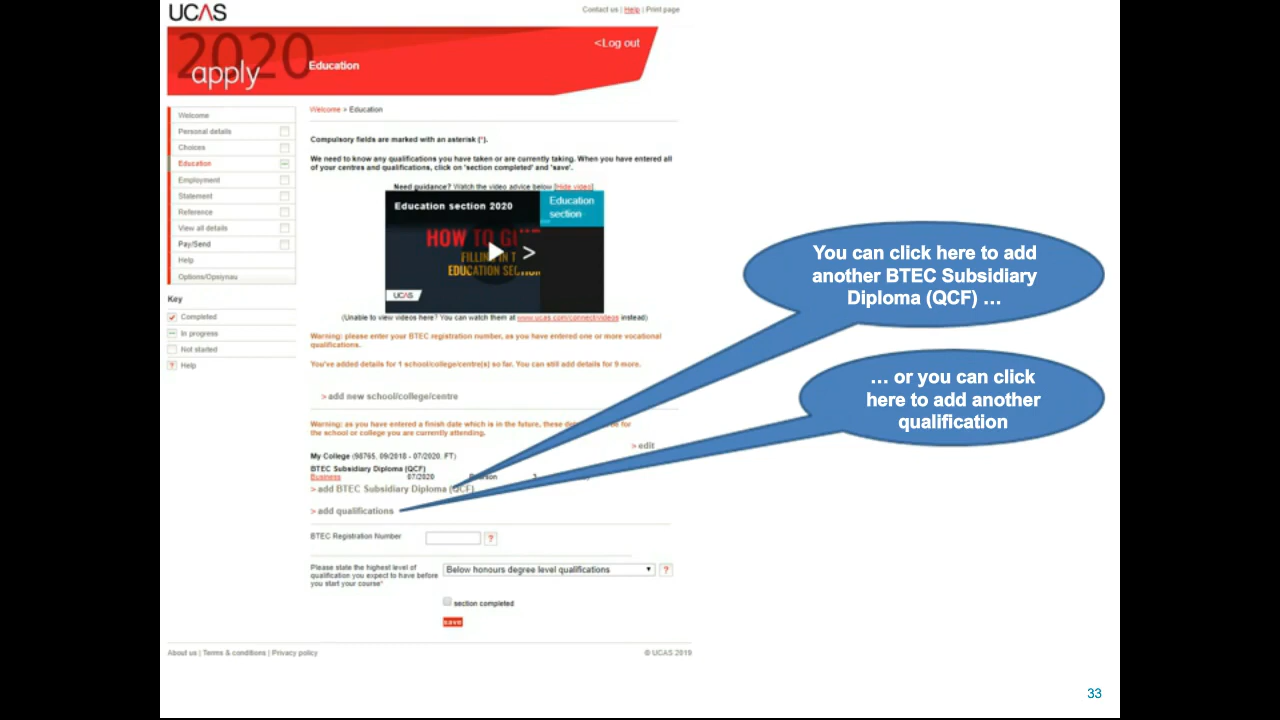 UCAS
Contact us | Help | Print page
2020
apply
Education
<Log out
Welcome
Personal details
Choices
Education
Employment
Statement
Reference
View all details
Pay/Send
Help
Options/Opsiynau
Key
Completed
In progress
Not started
? Help
Welcome > Education
Compulsory fields are marked with an asterisk (*).
We need to know any qualifications you have taken or are currently taking. When you have entered all
of your centres and qualifications, click on 'section completed' and 'save'.
Need guidance? Watch the video advice below [Hide video]
Education section 2020
Education
section
HOW TO
FILLING IN T
EDUCATION SECTION
UCAS
(Unable to view videos here? You can watch them at www.ucas.com/connect/videos instead)
Warning: please enter your BTEC registration number, as you have entered one or more vocational
qualifications.
You've added details for 1 school/college/centre(s) so far. You can still add details for 9 more.
> add new school/college/centre
Warning: as you have entered a finish date which is in the future, these be for
the school or college you are currently attending.
> edit
My College (98765, 09/2018 - 07/2020, FT)
BTEC Subsidiary Diploma (QCF)
Business 07/2020
> add BTEC Subsidiary Diploma (QCF)
> add qualifications
BTEC Registration Number ?
Please state the highest level of
qualification you expect to have before
you start your course*
Below honours degree level qualifications ?
section completed
save
You can click here to add
another BTEC Subsidiary
Diploma (QCF) …
… or you can click
here to add another
qualification
About us | Terms & conditions | Privacy policy
© UCAS 2019
33